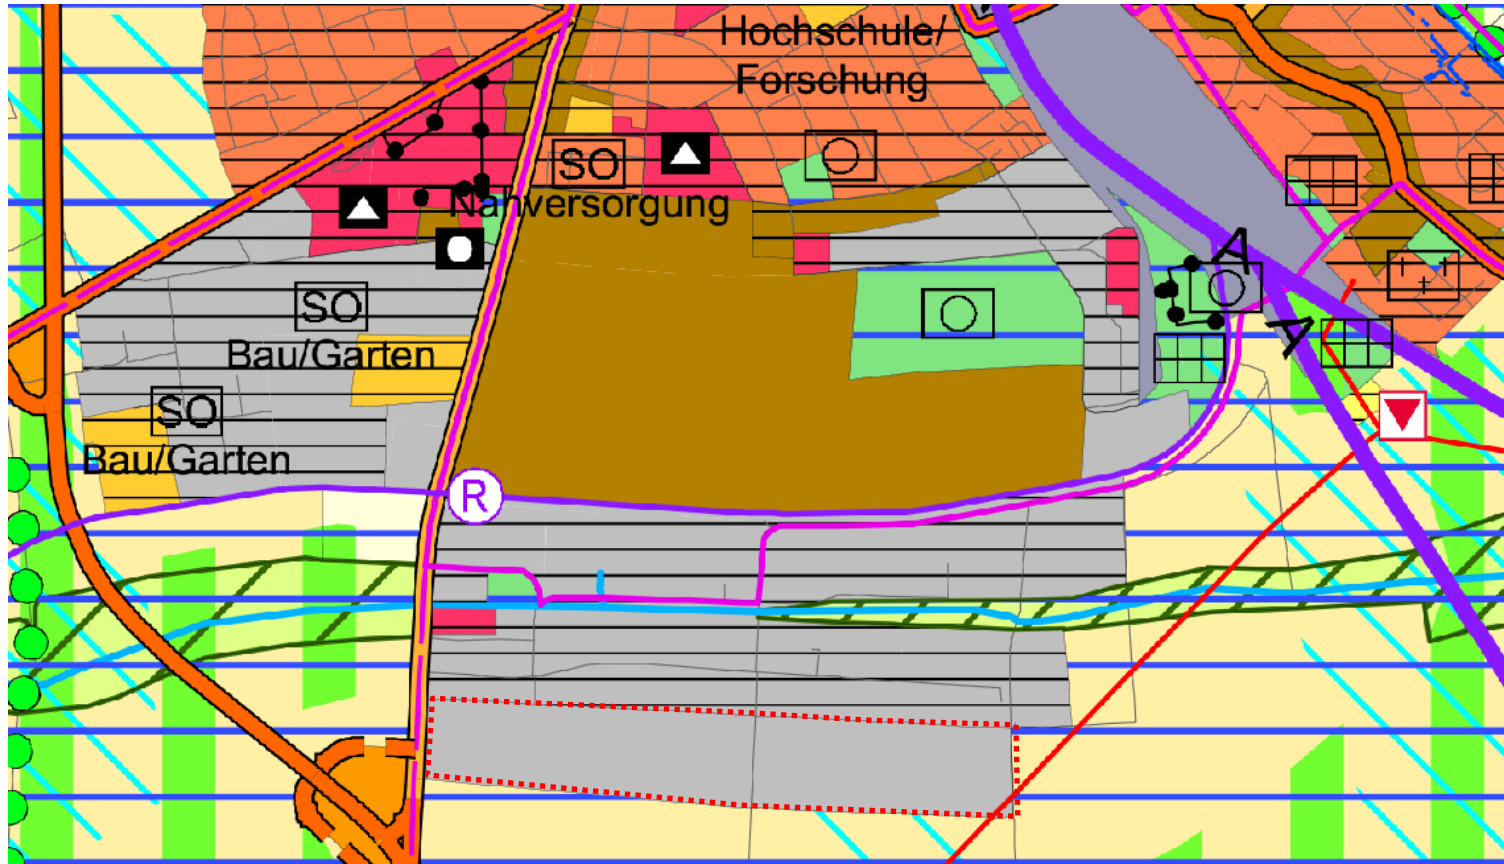 Hochschule/
Forschung
SO
Nahversorgung
A
SO
Bau/Garten
A
SO
Bau/Garten
R